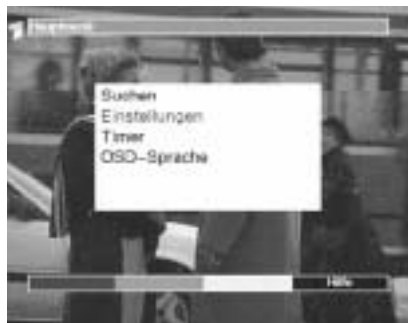 Hauptmenü
Suchen
Einstellungen
Timer
OSD-Sprache
Hilfe